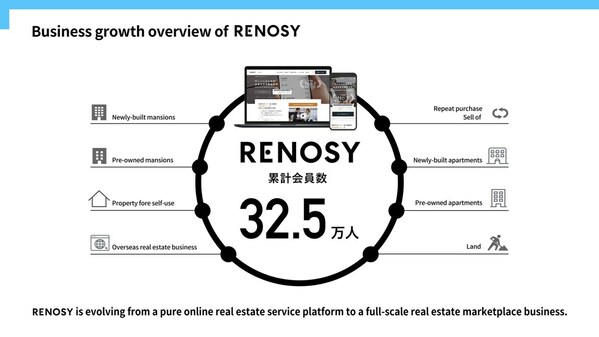 Business growth overview of RENOSY
Newly-built mansions
Pre-owned mansions
Property fore self-use
Overseas real estate business
RENOSY
累計会員数
32.5万人
Repeat purchase
Sell of
Newly-built apartments
Pre-owned apartments
Land
RENOSY is evolving from a pure online real estate service platform to a full-scale real estate marketplace business.